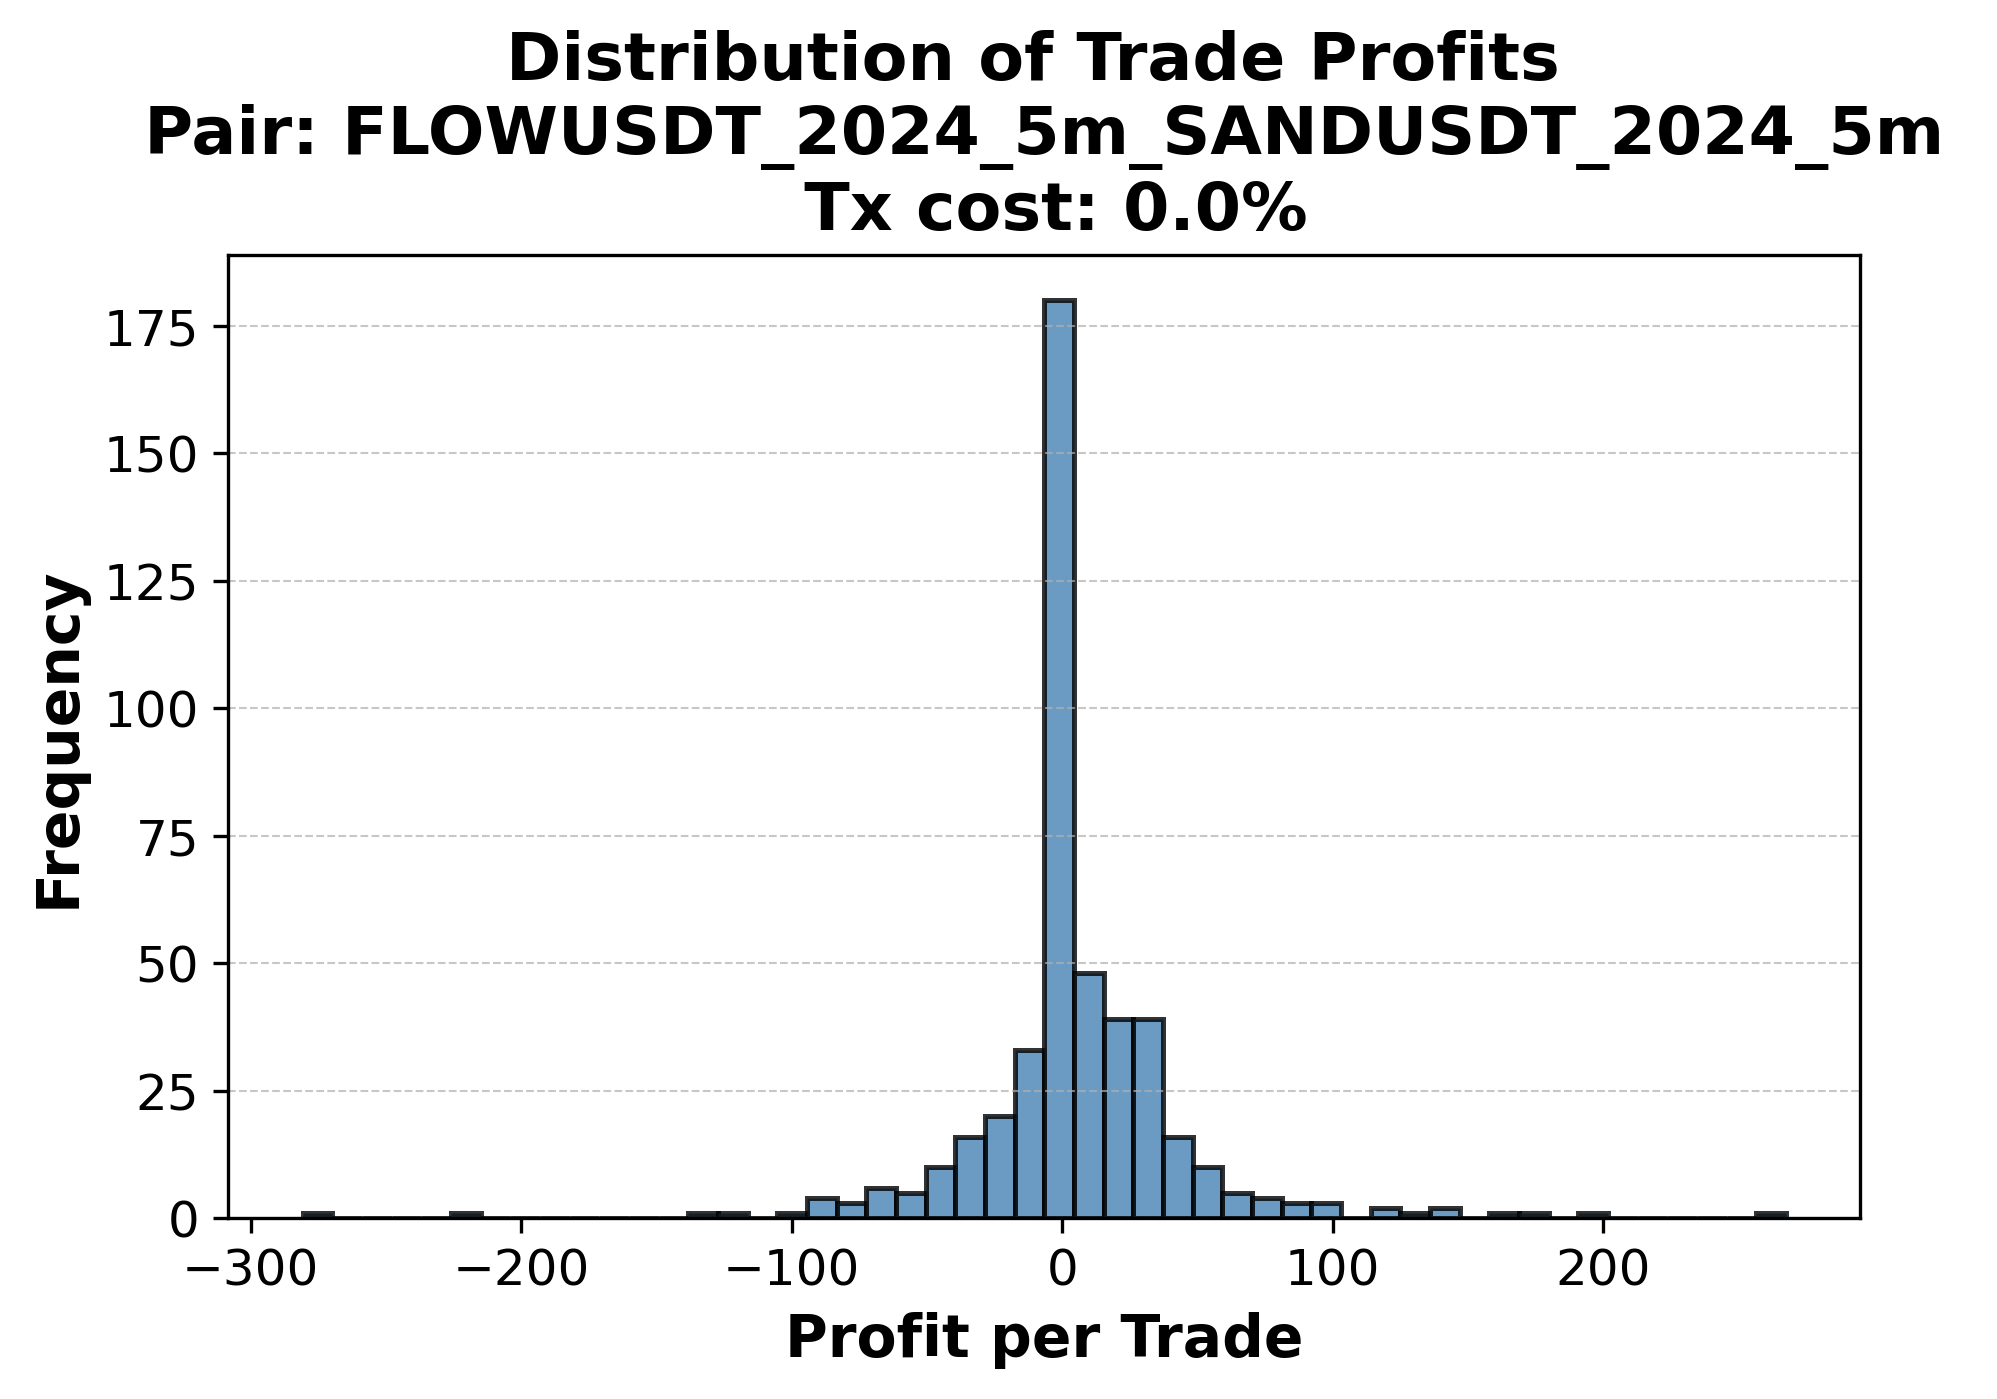 Distribution of Trade Profits
Pair: FLOWUSDT_2024_5m_SANDUSDT_2024_5m
Tx cost: 0.0%
175
150
125
100
75
50
25
0
Frequency
−300
−200
−100
0
100
200
Profit per Trade